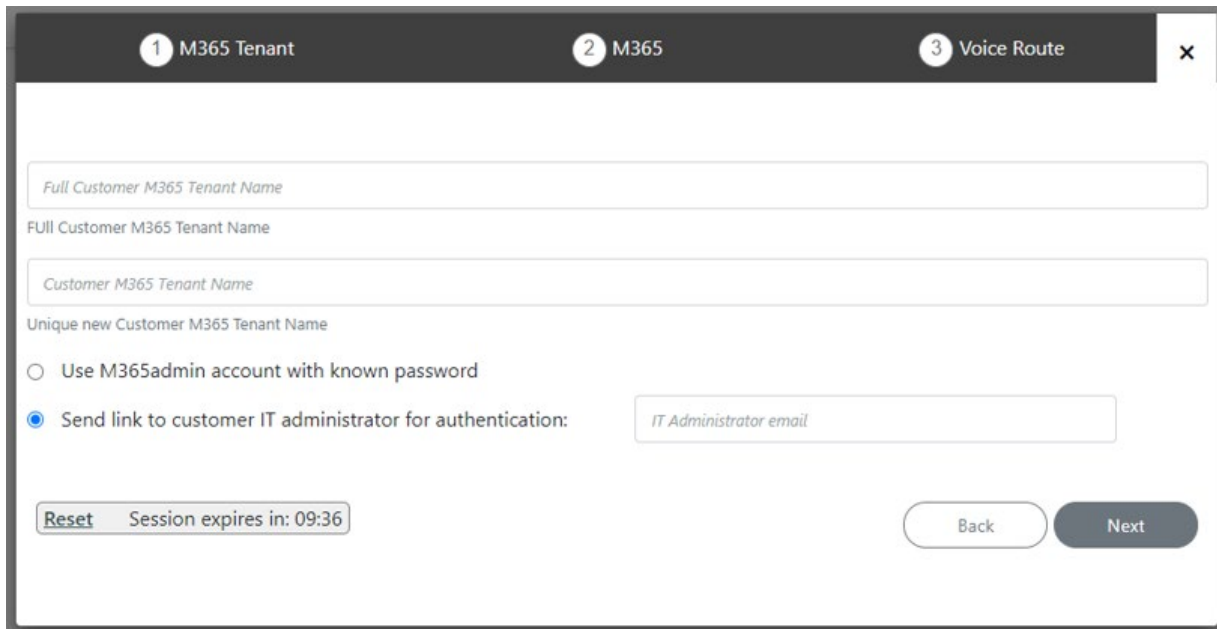 1 M365 Tenant 2 M365 3 Voice Route ×
Full Customer M365 Tenant Name
FUll Customer M365 Tenant Name
Customer M365 Tenant Name
Unique new Customer M365 Tenant Name
Use M365admin account with known password
Send link to customer IT administrator for authentication: IT Administrator email
Reset Session expires in: 09:36 Back Next